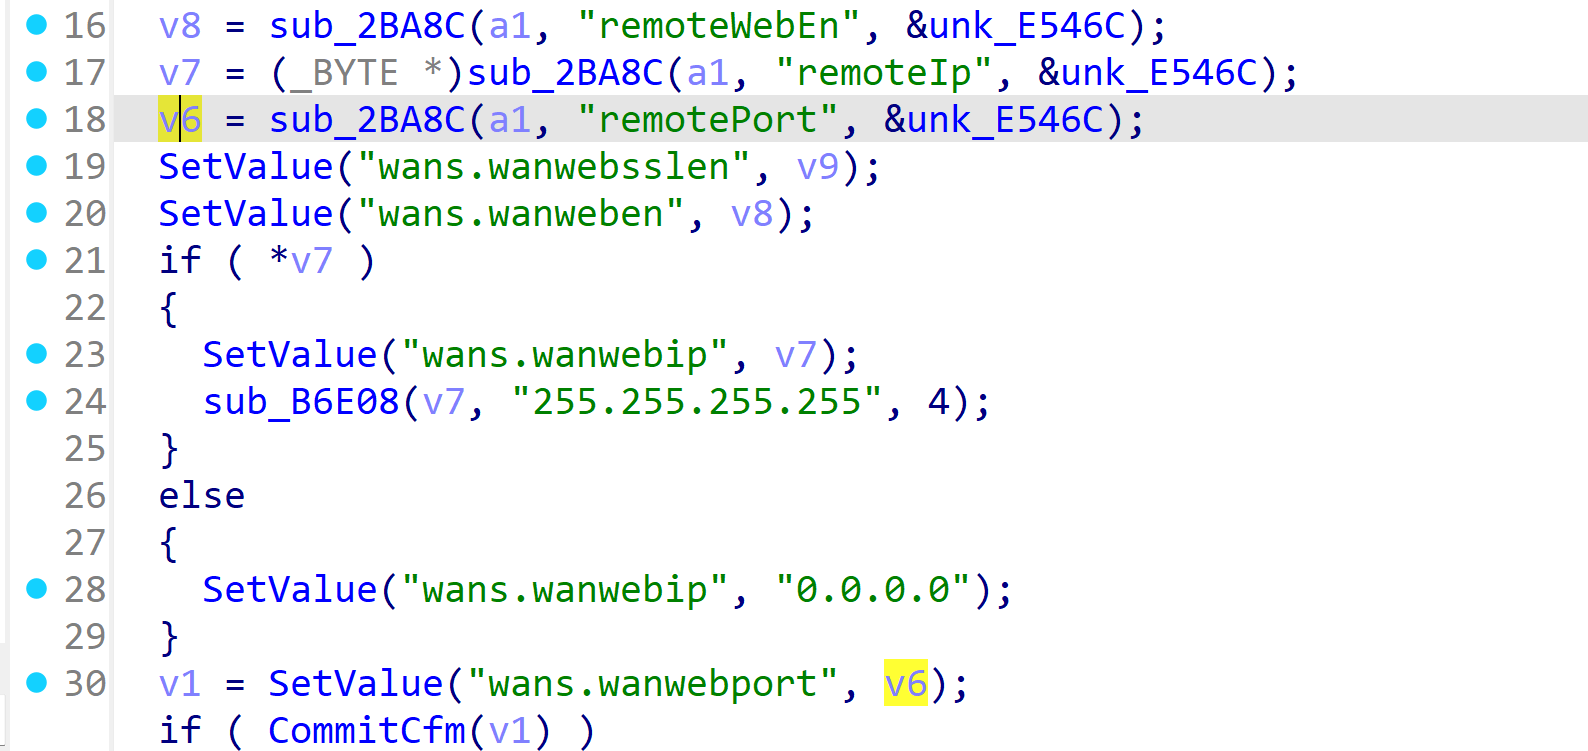 16 v8 = sub_2BA8C(a1, "remoteWebEn", &unk_E546C);
17 v7 = (_BYTE *)sub_2BA8C(a1, "remoteIp", &unk_E546C);
18 v6 = sub_2BA8C(a1, "remotePort", &unk_E546C);
19 SetValue("wans.wanwebsslen", v9);
20 SetValue("wans.wanweben", v8);
21 if ( *v7 )
22 {
23 SetValue("wans.wanwebip", v7);
24 sub_B6E08(v7, "255.255.255.255", 4);
25 }
26 else
27 {
28 SetValue("wans.wanwebip", "0.0.0.0");
29 }
30 v1 = SetValue("wans.wanwebport", v6);
if ( CommitCfm(v1) )